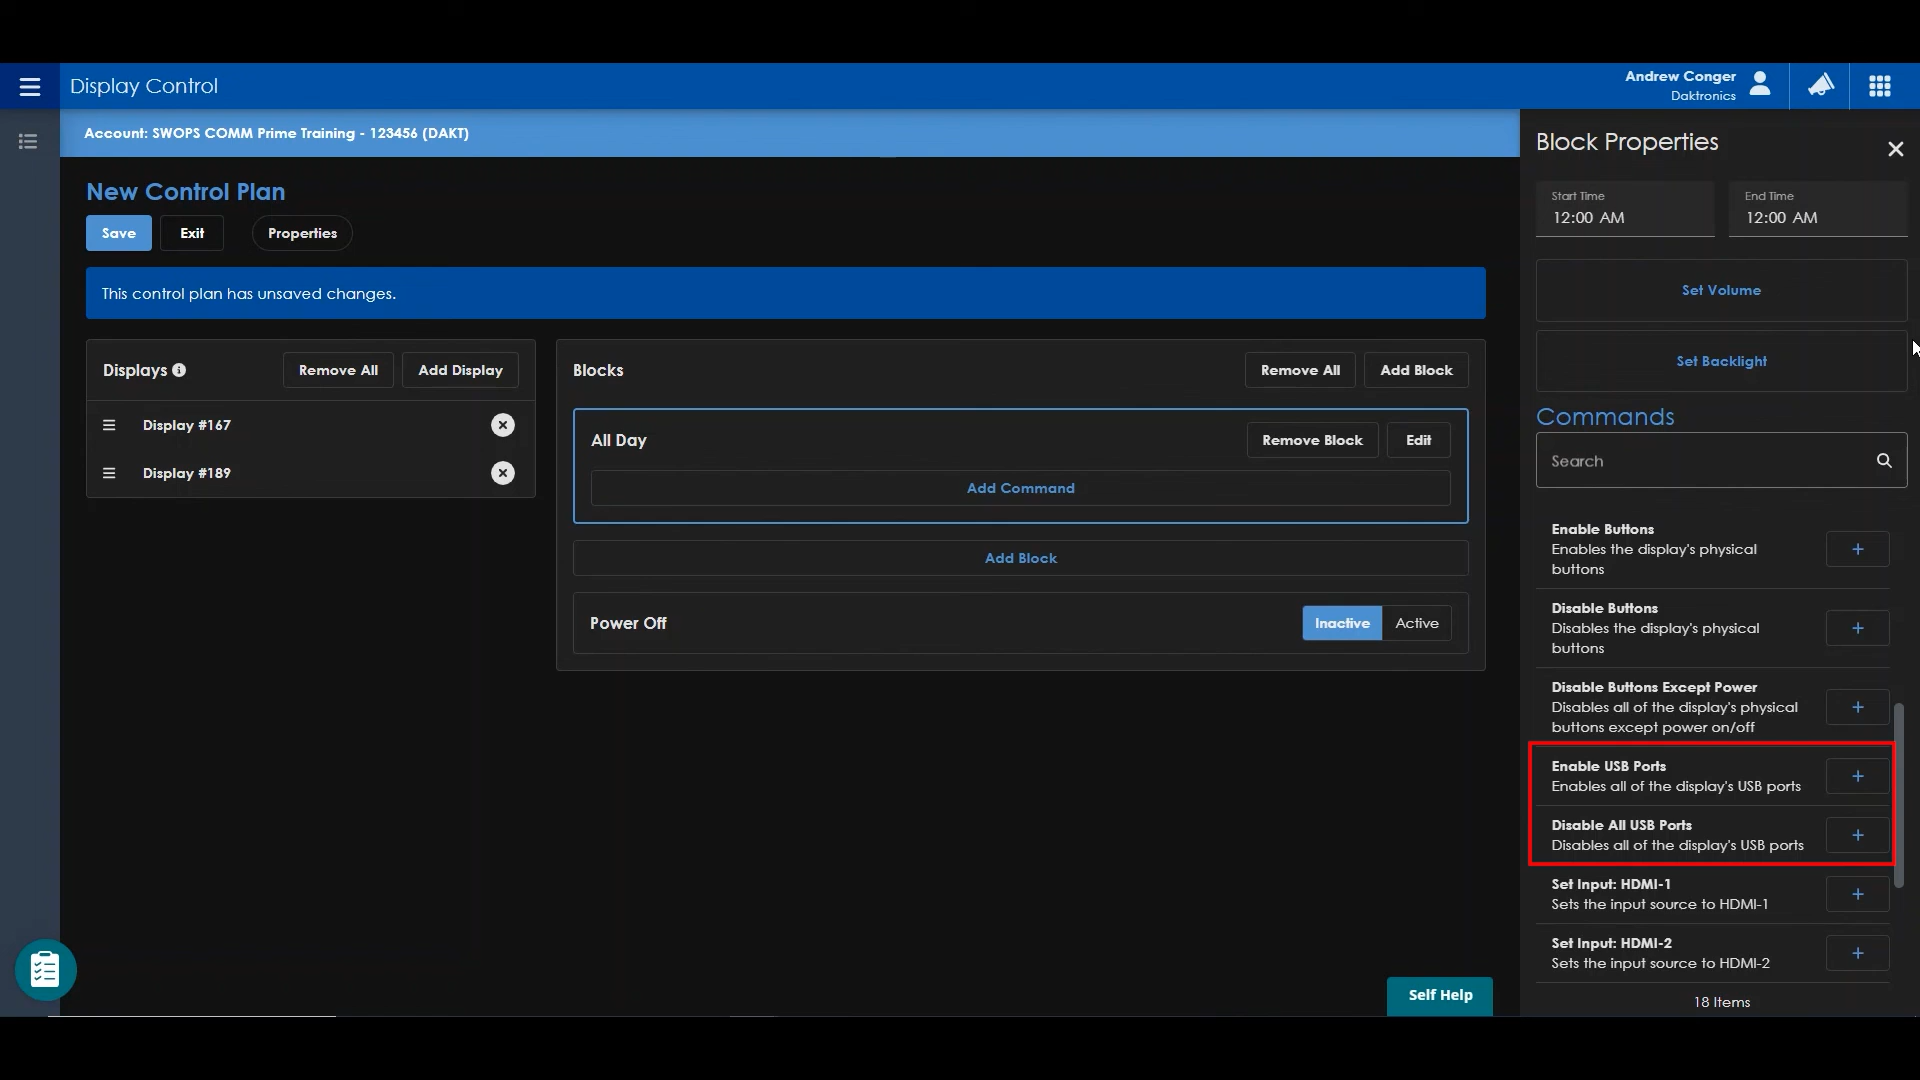 Display Control
Andrew Conger
Daktronics
Account: SWOPS COMM Prime Training - 123456 (DAKT)
New Control Plan
Save
Exit
Properties
This control plan has unsaved changes.
Displays
Remove All
Add Display
Display #167
Display #189
Blocks
Remove All
Add Block
All Day
Remove Block
Edit
Add Command
Add Block
Power Off
Inactive
Active
Self Help
Block Properties
Start Time
12:00 AM
End Time
12:00 AM
Set Volume
Set Backlight
Commands
Search
Enable Buttons
Enables the display's physical
buttons
Disable Buttons
Disables the display's physical
buttons
Disable Buttons Except Power
Disables all of the display's physical
buttons except power on/off
Enable USB Ports
Enables all of the display's USB ports
Disable All USB Ports
Disables all of the display's USB ports
Set Input: HDMI-1
Sets the input source to HDMI-1
Set Input: HDMI-2
Sets the input source to HDMI-2
18 Items